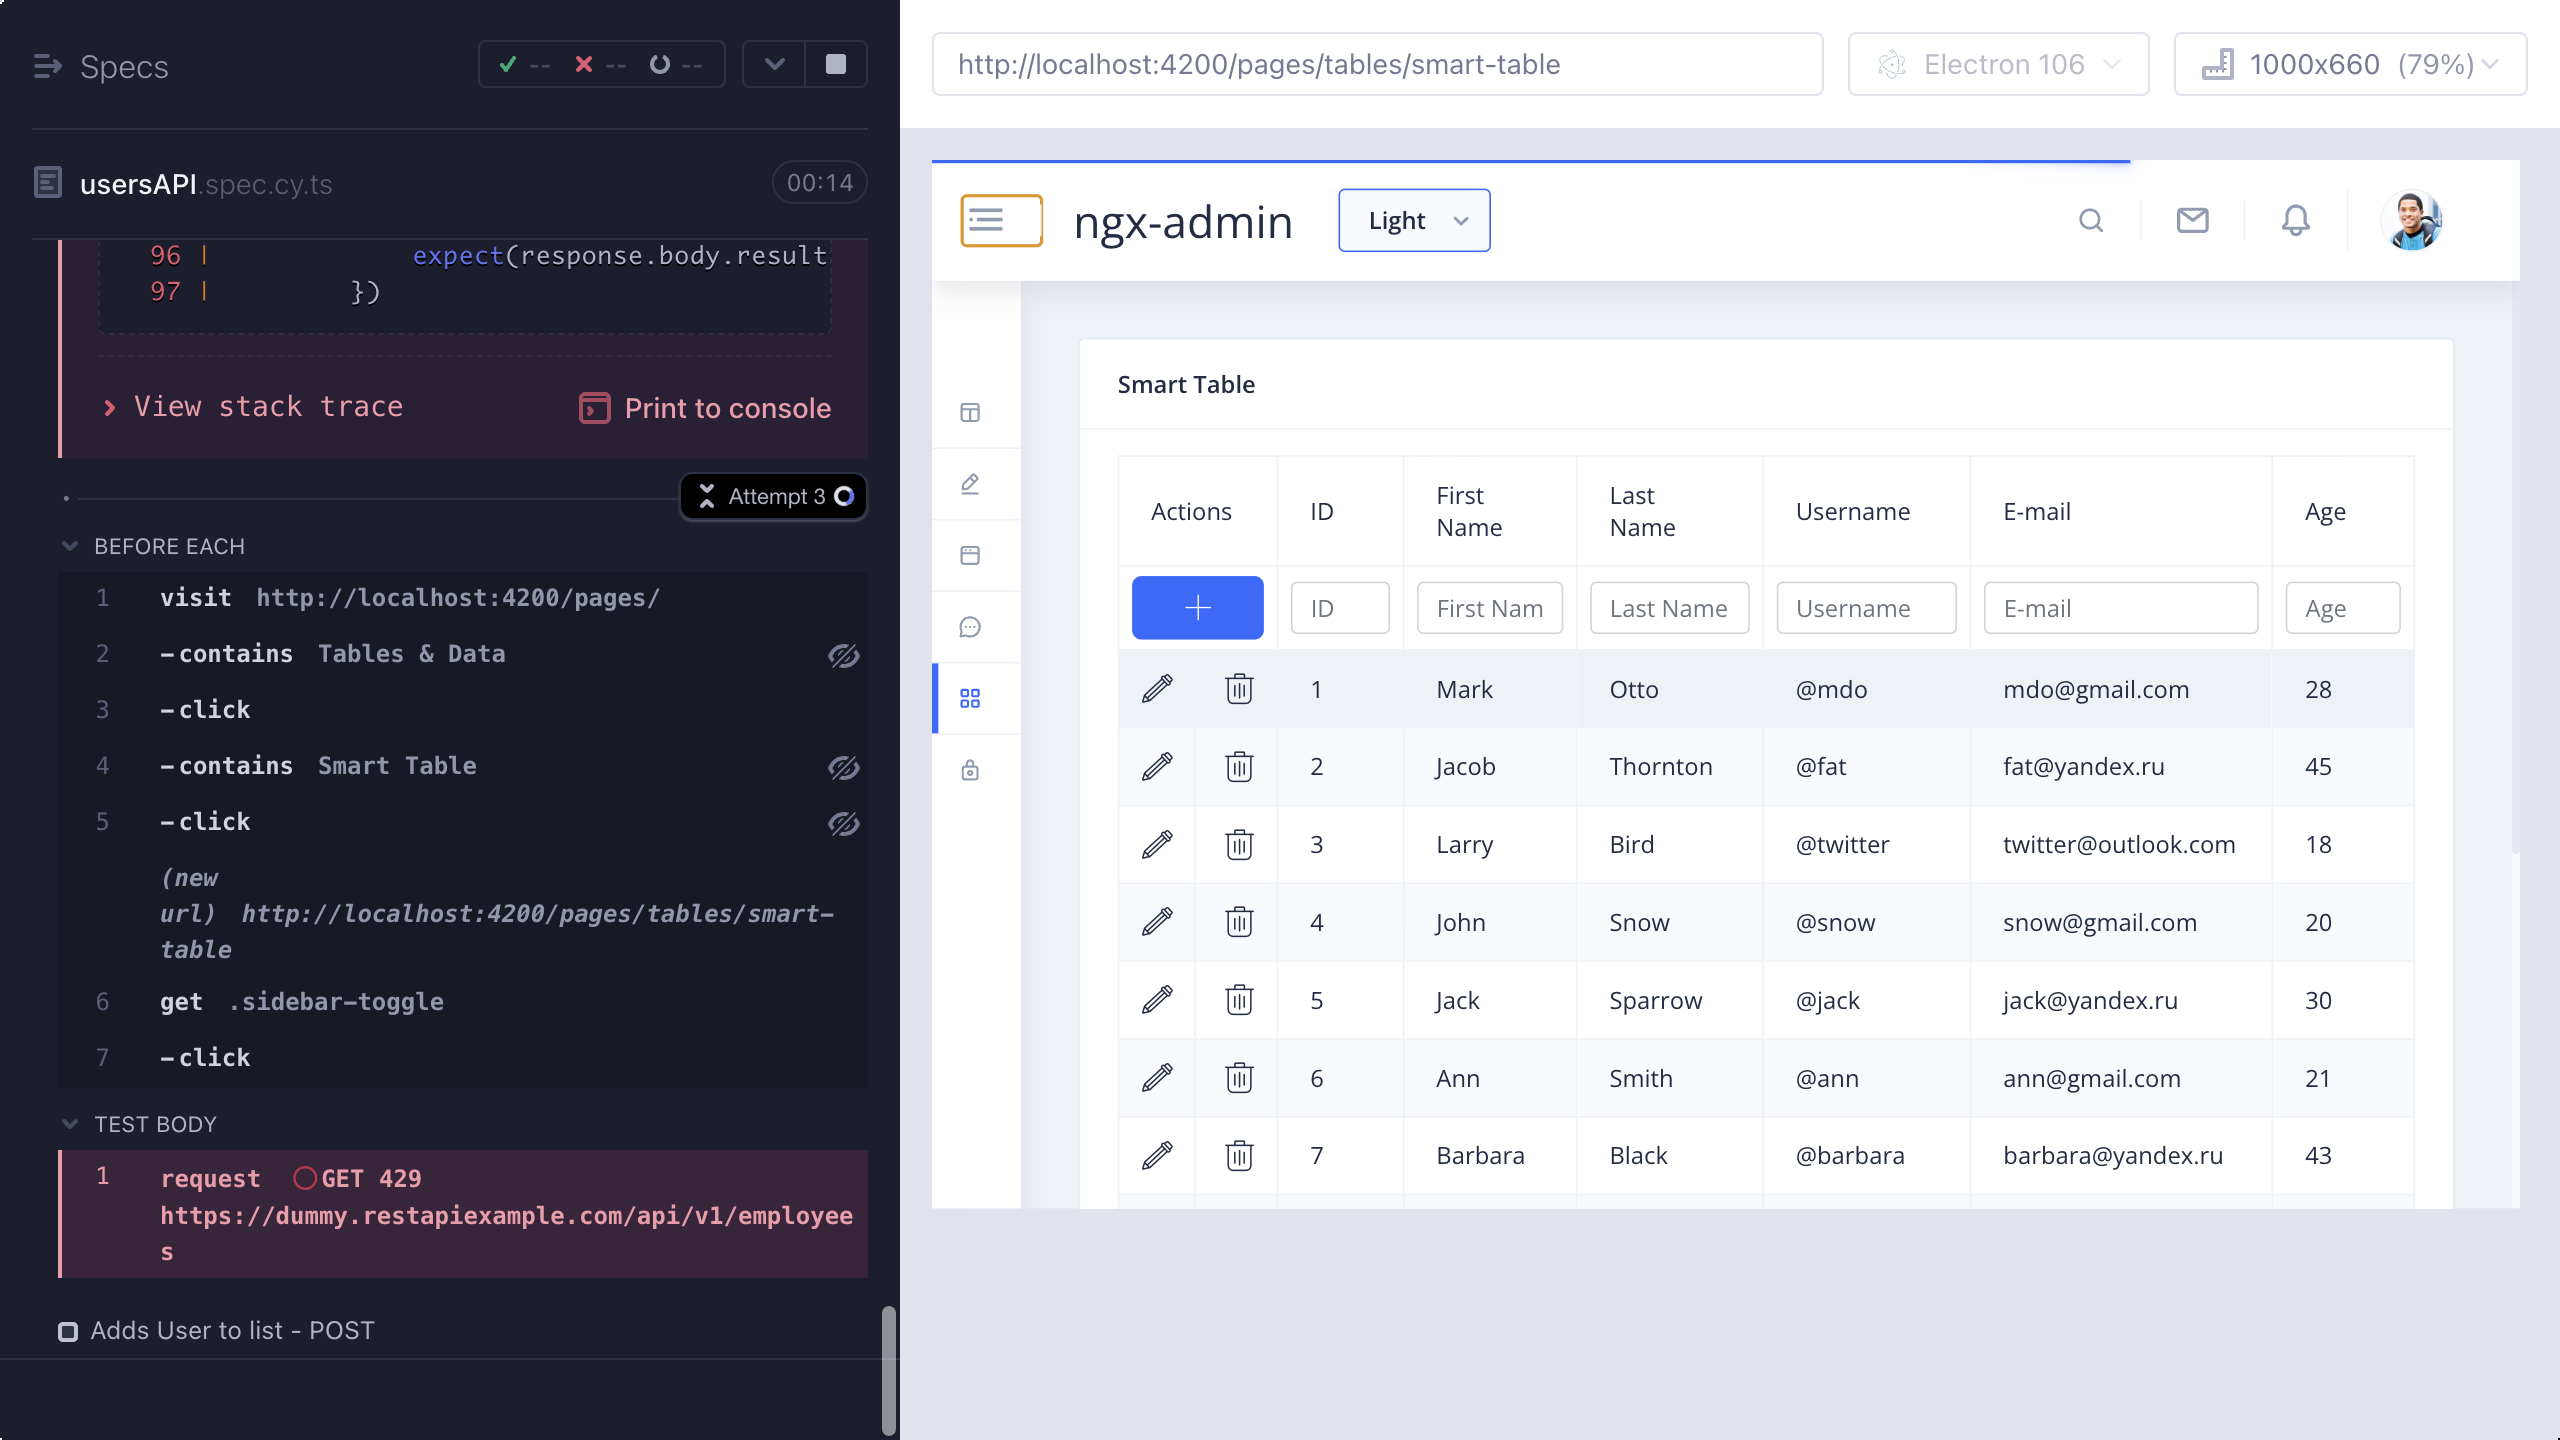 Specs
-- -- --
usersAPI.spec.cy.ts 00:14
96 | expect(response.body.result
97 | })
View stack trace Print to console
Attempt 3
BEFORE EACH
1 visit http://localhost:4200/pages/
2 -contains Tables & Data
3 -click
4 -contains Smart Table
5 -click
(new
url) http://localhost:4200/pages/tables/smart-
table
6 get .sidebar-toggle
7 -click
TEST BODY
1 request GET 429
https://dummy.restapiexample.com/api/v1/employee
s
Adds User to list - POST
http://localhost:4200/pages/tables/smart-table Electron 106 1000x660 (79%)
ngx-admin Light
Smart Table
Actions ID First Name Last Name Username E-mail Age
ID First Nam Last Name Username E-mail Age
1 Mark Otto @mdo mdo@gmail.com 28
2 Jacob Thornton @fat fat@yandex.ru 45
3 Larry Bird @twitter twitter@outlook.com 18
4 John Snow @snow snow@gmail.com 20
5 Jack Sparrow @jack jack@yandex.ru 30
6 Ann Smith @ann ann@gmail.com 21
7 Barbara Black @barbara barbara@yandex.ru 43